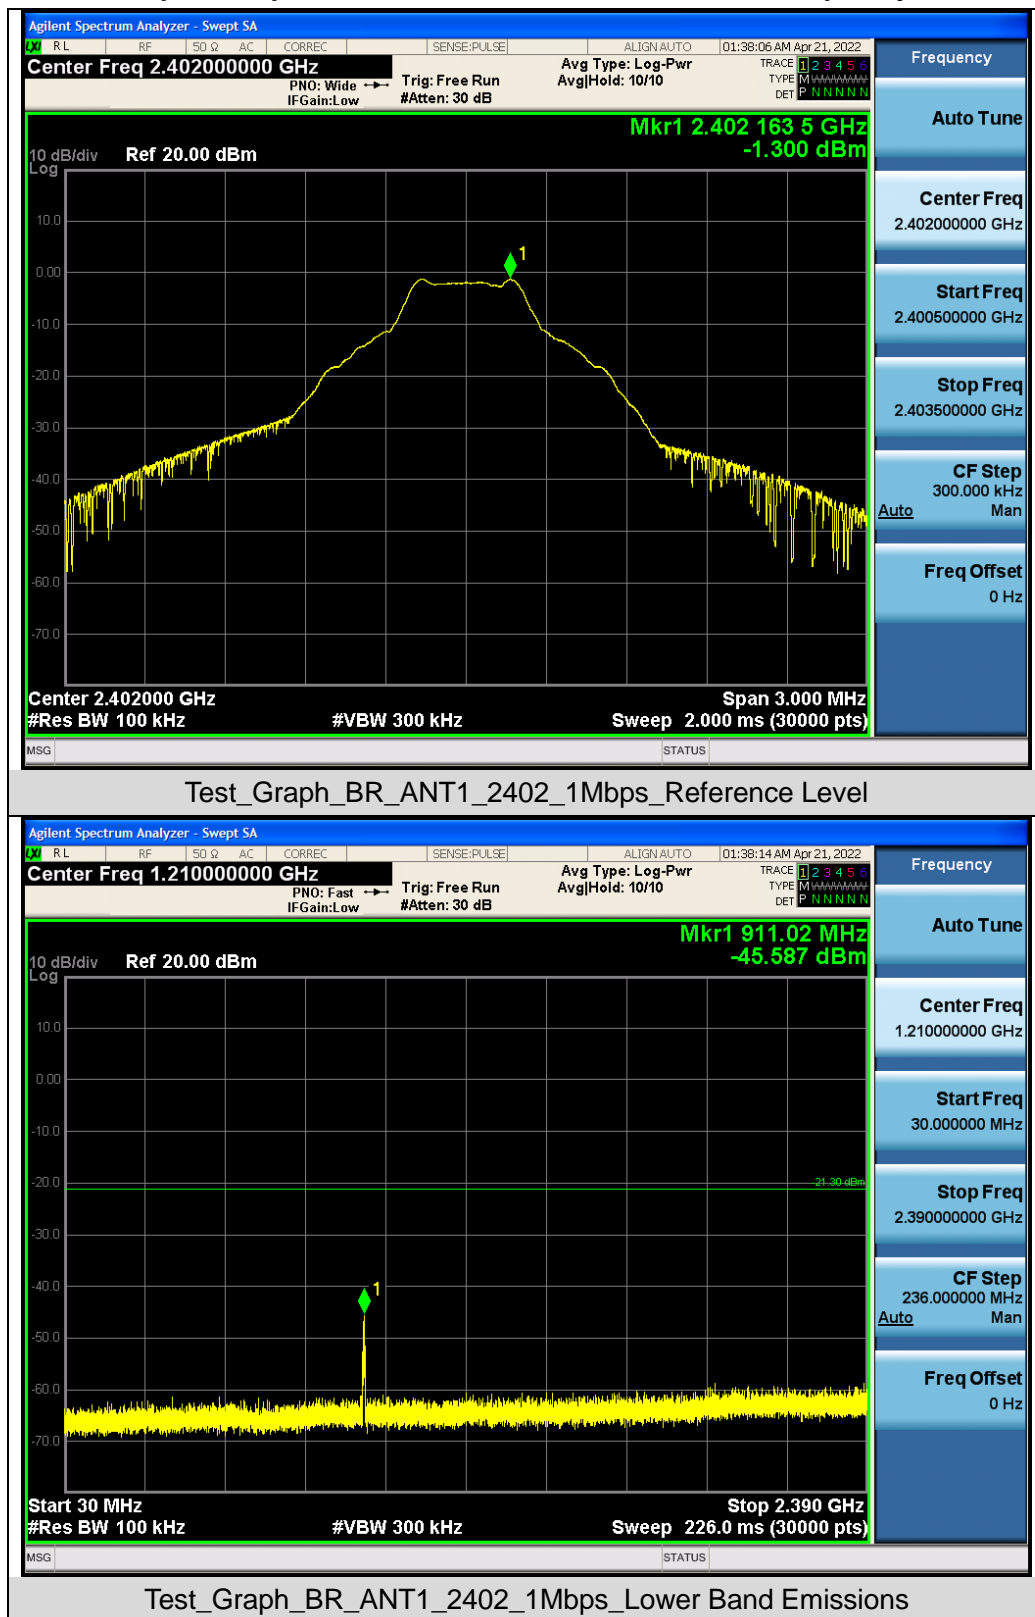 Agilent Spectrum Analyzer - Swept SA
LXI RL RF 50 Ω AC CORREC SENSE:PULSE ALIGN AUTO 01:38:06 AM Apr 21, 2022
Center Freq 2.402000000 GHz
PNO: Wide
IFGain:Low
Trig: Free Run
#Atten: 30 dB
Avg Type: Log-Pwr
Avg|Hold: 10/10
TRACE 1 2 3 4 5 6
TYPE M
DET P N N N N N
Mkr1 2.402 163 5 GHz
-1.300 dBm
10 dB/div Ref 20.00 dBm
Log
10.0
0.00
-10.0
-20.0
-30.0
-40.0
-50.0
-60.0
-70.0
1
Center 2.402000 GHz Span 3.000 MHz
#Res BW 100 kHz #VBW 300 kHz Sweep 2.000 ms (30000 pts)
MSG STATUS
Frequency
Auto Tune
Center Freq
2.402000000 GHz
Start Freq
2.400500000 GHz
Stop Freq
2.403500000 GHz
CF Step
300.000 kHz
Auto Man
Freq Offset
0 Hz
Test_Graph_BR_ANT1_2402_1Mbps_Reference Level
Agilent Spectrum Analyzer - Swept SA
LXI RL RF 50 Ω AC CORREC SENSE:PULSE ALIGN AUTO 01:38:14 AM Apr 21, 2022
Center Freq 1.210000000 GHz
PNO: Fast
IFGain:Low
Trig: Free Run
#Atten: 30 dB
Avg Type: Log-Pwr
Avg|Hold: 10/10
TRACE 1 2 3 4 5 6
TYPE M
DET P N N N N N
Mkr1 911.02 MHz
-45.587 dBm
10 dB/div Ref 20.00 dBm
Log
10.0
0.00
-10.0
-20.0
-30.0
-40.0
-50.0
-60.0
-70.0
-21.30 dBm
1
Start 30 MHz Stop 2.390 GHz
#Res BW 100 kHz #VBW 300 kHz Sweep 226.0 ms (30000 pts)
MSG STATUS
Frequency
Auto Tune
Center Freq
1.210000000 GHz
Start Freq
30.000000 MHz
Stop Freq
2.390000000 GHz
CF Step
236.000000 MHz
Auto Man
Freq Offset
0 Hz
Test_Graph_BR_ANT1_2402_1Mbps_Lower Band Emissions